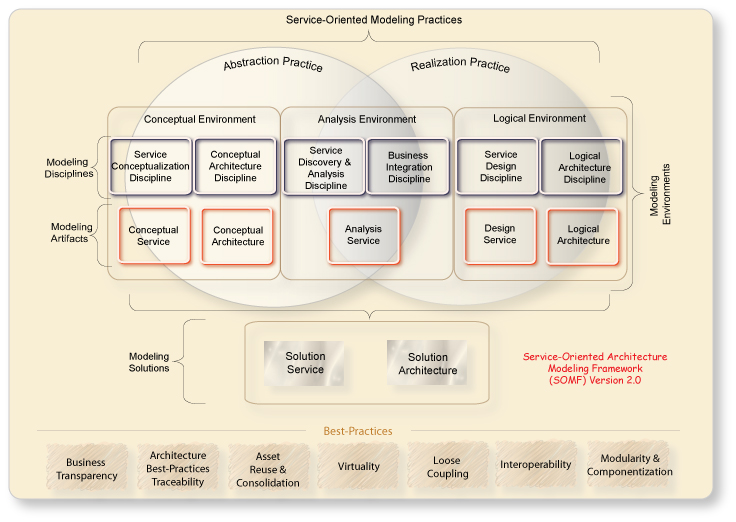 Service-Oriented Modeling Practices
Abstraction Practice
Realization Practice
Conceptual Environment
Analysis Environment
Logical Environment
Modeling
Disciplines
Service
Conceptualization
Discipline
Conceptual
Architecture
Discipline
Service
Discovery &
Analysis
Discipline
Business
Integration
Discipline
Service
Design
Discipline
Logical
Architecture
Discipline
Modeling
Environments
Modeling
Artifacts
Conceptual
Service
Conceptual
Architecture
Analysis
Service
Design
Service
Logical
Architecture
Modeling
Solutions
Solution
Service
Solution
Architecture
Service-Oriented Architecture
Modeling Framework
(SOMF) Version 2.0
Best-Practices
Business
Transparency
Architecture
Best-Practices
Traceability
Asset
Reuse &
Consolidation
Virtuality
Loose
Coupling
Interoperability
Modularity &
Componentization